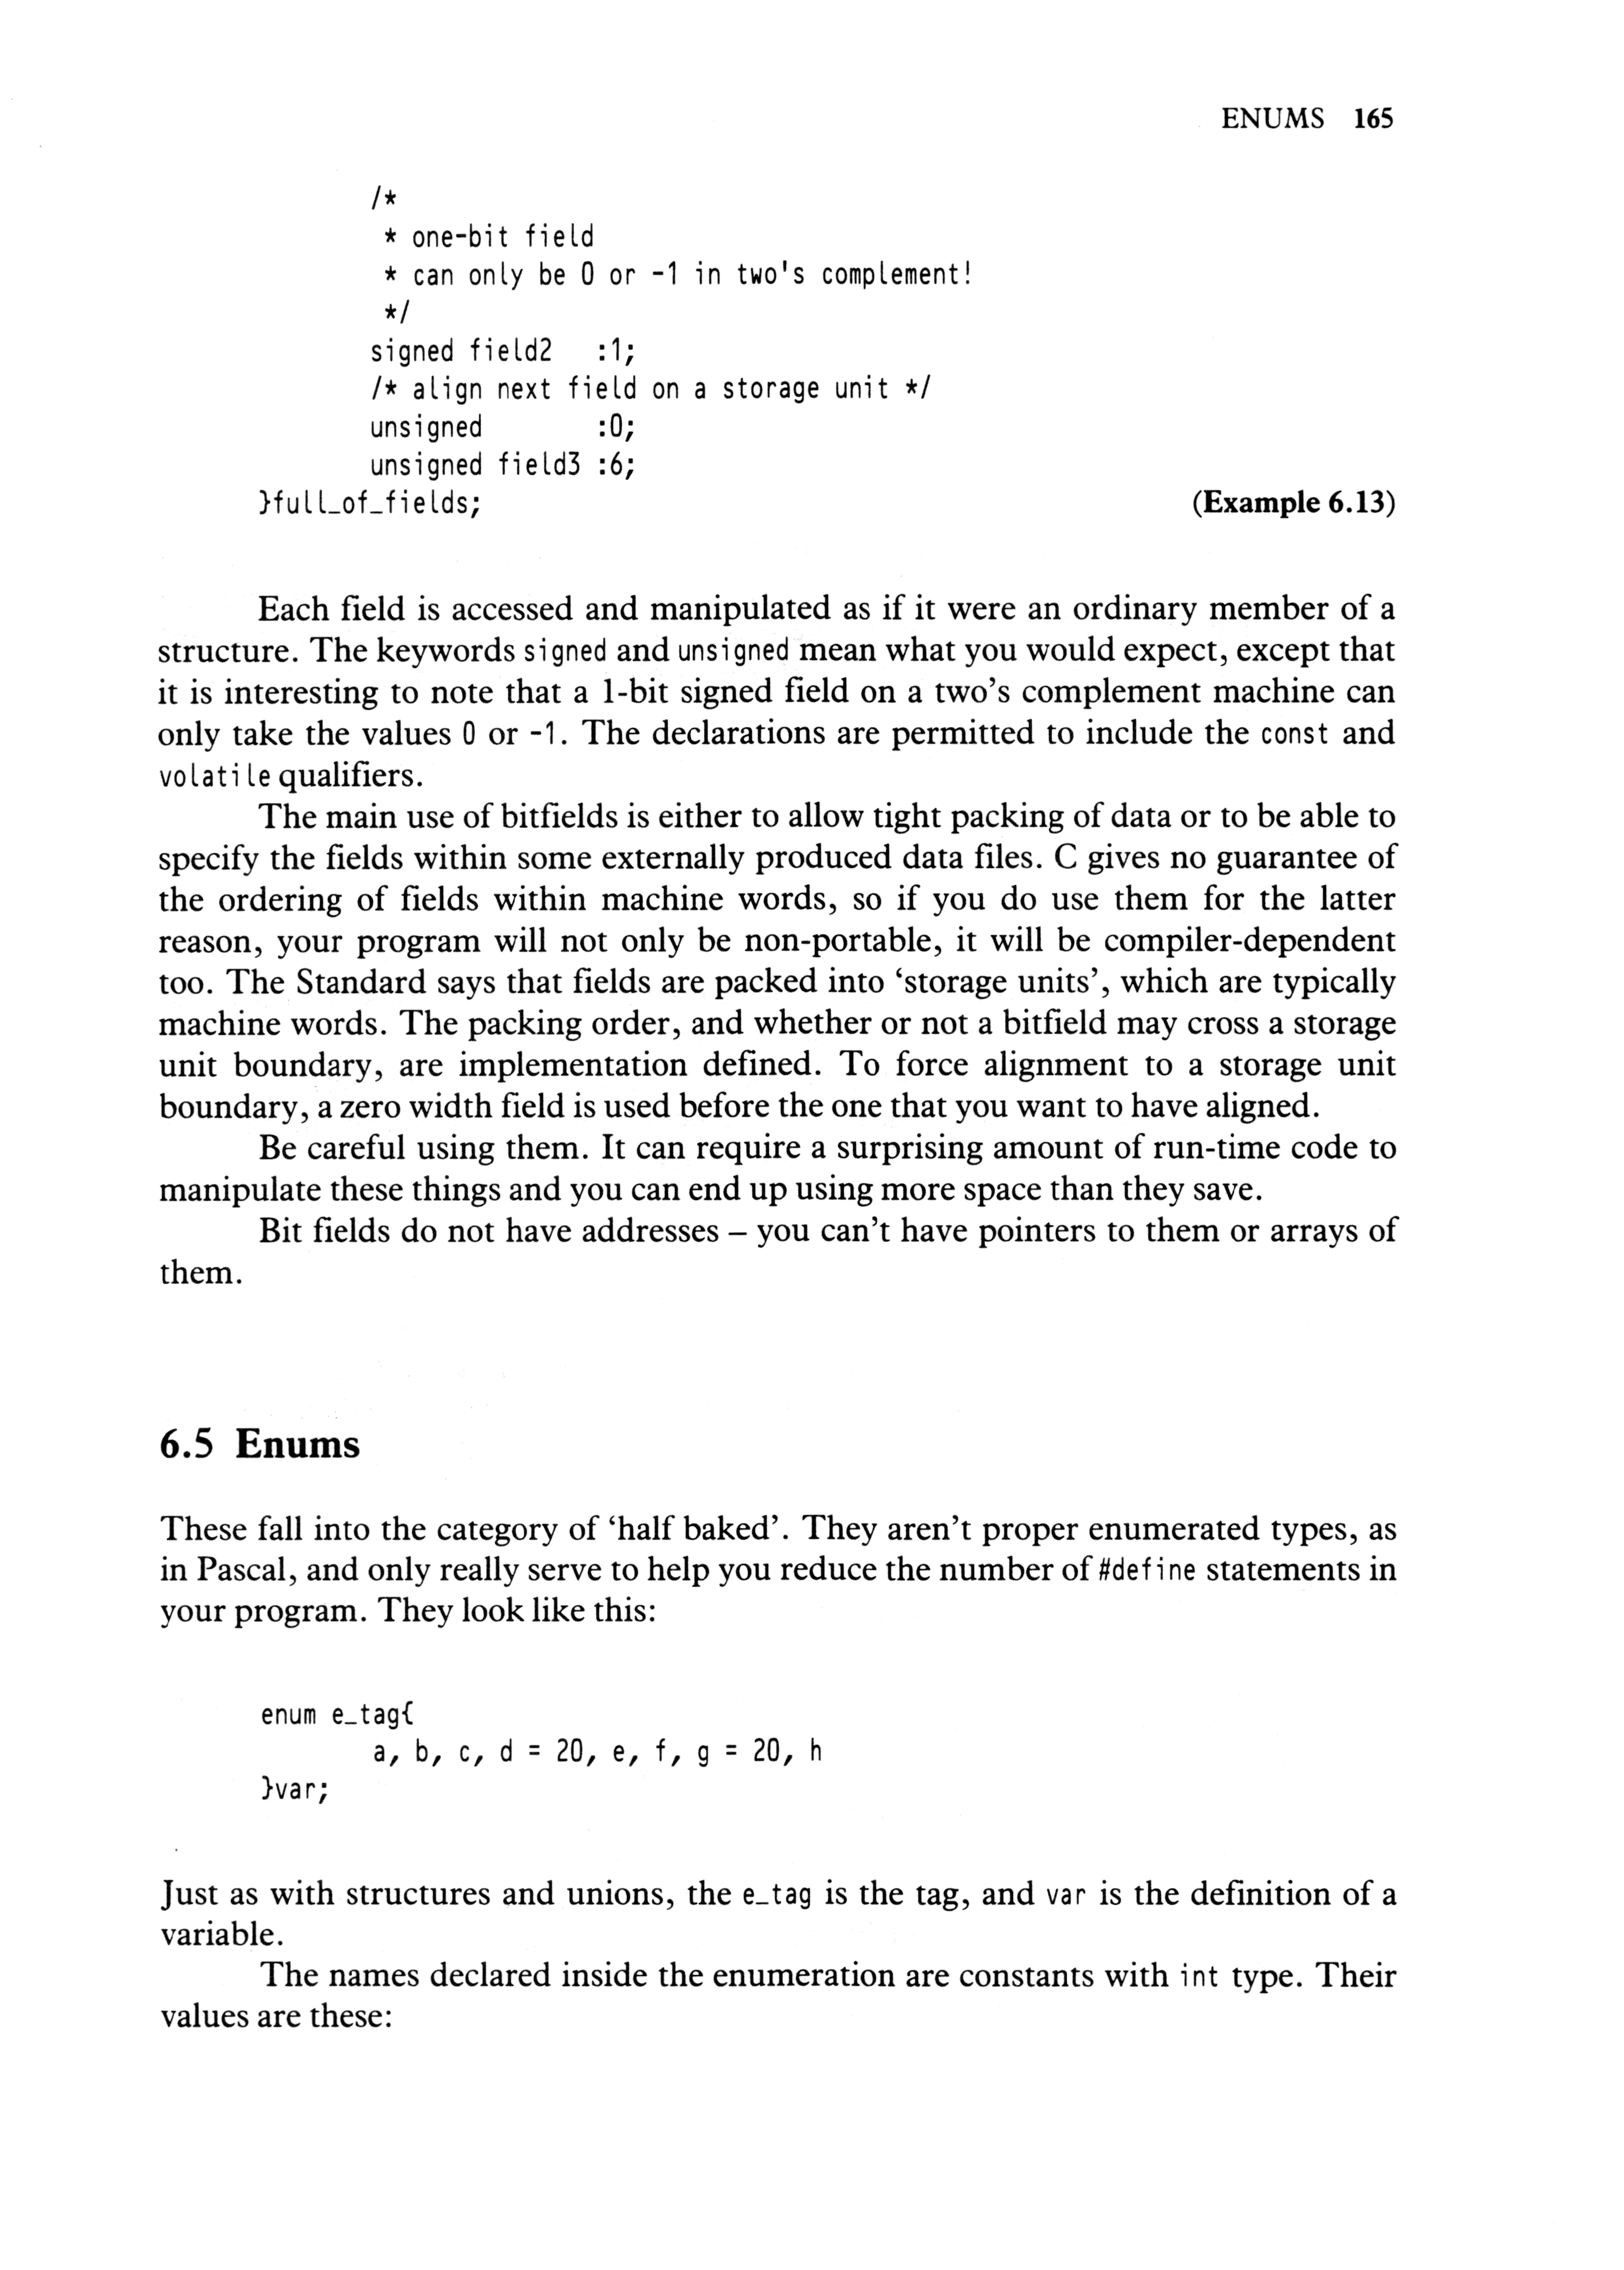 ENUMS 165
/*
* one-bit field
* can only be 0 or -1 in two's complement!
*/
signed field2 :1;
/* align next field on a storage unit */
unsigned :0;
unsigned field3 :6;
}full_of_fields; (Example 6.13)
Each field is accessed and manipulated as if it were an ordinary member of a
structure. The keywords signed and unsigned mean what you would expect, except that
it is interesting to note that a 1-bit signed field on a two’s complement machine can
only take the values 0 or -1. The declarations are permitted to include the const and
volatile qualifiers.
The main use of bitfields is either to allow tight packing of data or to be able to
specify the fields within some externally produced data files. C gives no guarantee of
the ordering of fields within machine words, so if you do use them for the latter
reason, your program will not only be non-portable, it will be compiler-dependent
too. The Standard says that fields are packed into ‘storage units’, which are typically
machine words. The packing order, and whether or not a bitfield may cross a storage
unit boundary, are implementation defined. To force alignment to a storage unit
boundary, a zero width field is used before the one that you want to have aligned.
Be careful using them. It can require a surprising amount of run-time code to
manipulate these things and you can end up using more space than they save.
Bit fields do not have addresses – you can’t have pointers to them or arrays of
them.
6.5 Enums
These fall into the category of ‘half baked’. They aren’t proper enumerated types, as
in Pascal, and only really serve to help you reduce the number of #define statements in
your program. They look like this:
enum e_tag{
a, b, c, d = 20, e, f, g = 20, h
}var;
Just as with structures and unions, the e_tag is the tag, and var is the definition of a
variable.
The names declared inside the enumeration are constants with int type. Their
values are these: